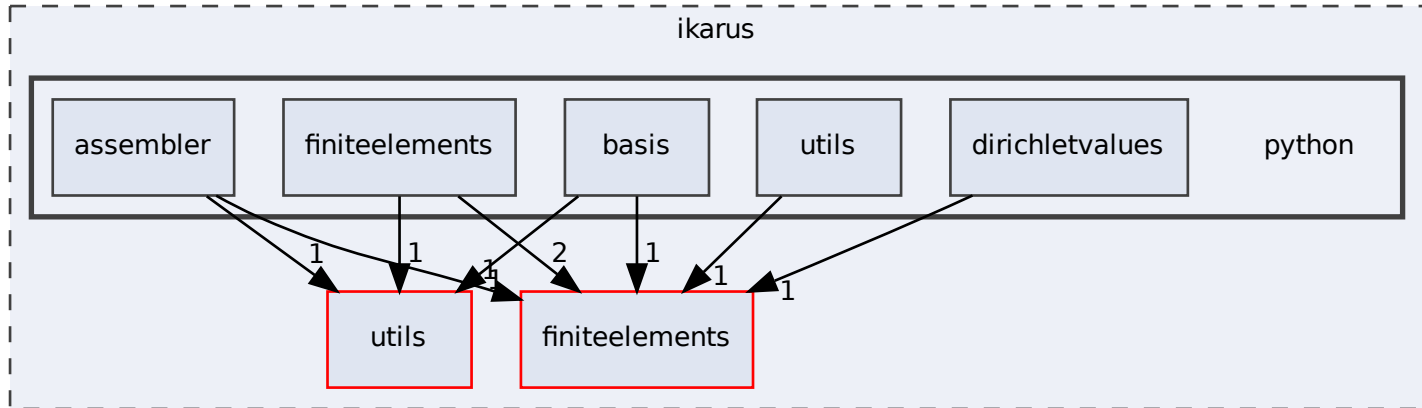 ikarus
assembler
finiteelements
basis
utils
dirichletvalues
python
1
1
2
1
1
1
1
1
utils
finiteelements